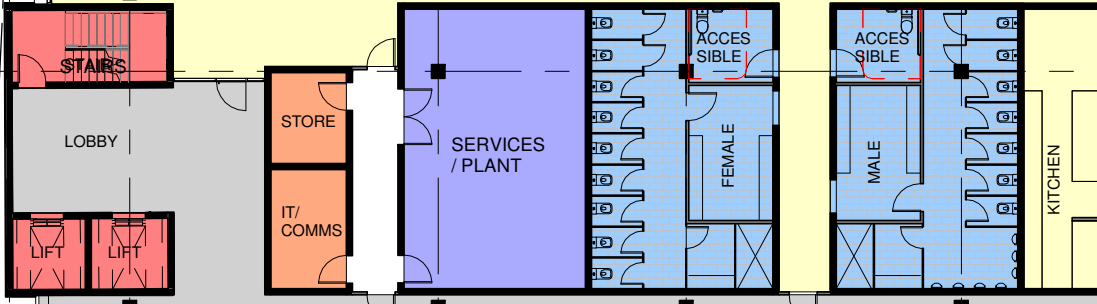 STAIRS
LOBBY
LIFT
LIFT
STORE
IT/
COMMS
SERVICES
/ PLANT
ACCES
SIBLE
FEMALE
ACCES
SIBLE
MALE
KITCHEN